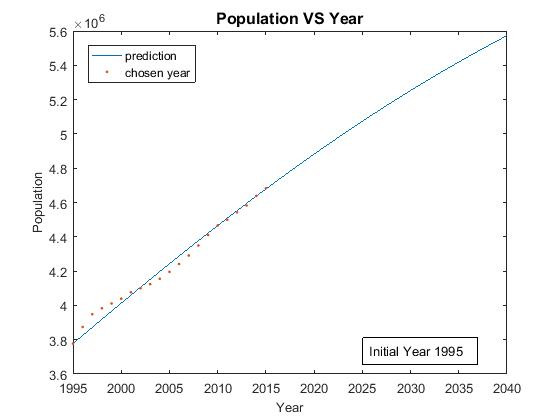 Population VS Year
×10⁶
5.6
prediction
chosen year
5.4
5.2
5
4.8
4.6
4.4
4.2
4
3.8
3.6
Population
Initial Year 1995
1995 2000 2005 2010 2015 2020 2025 2030 2035 2040
Year